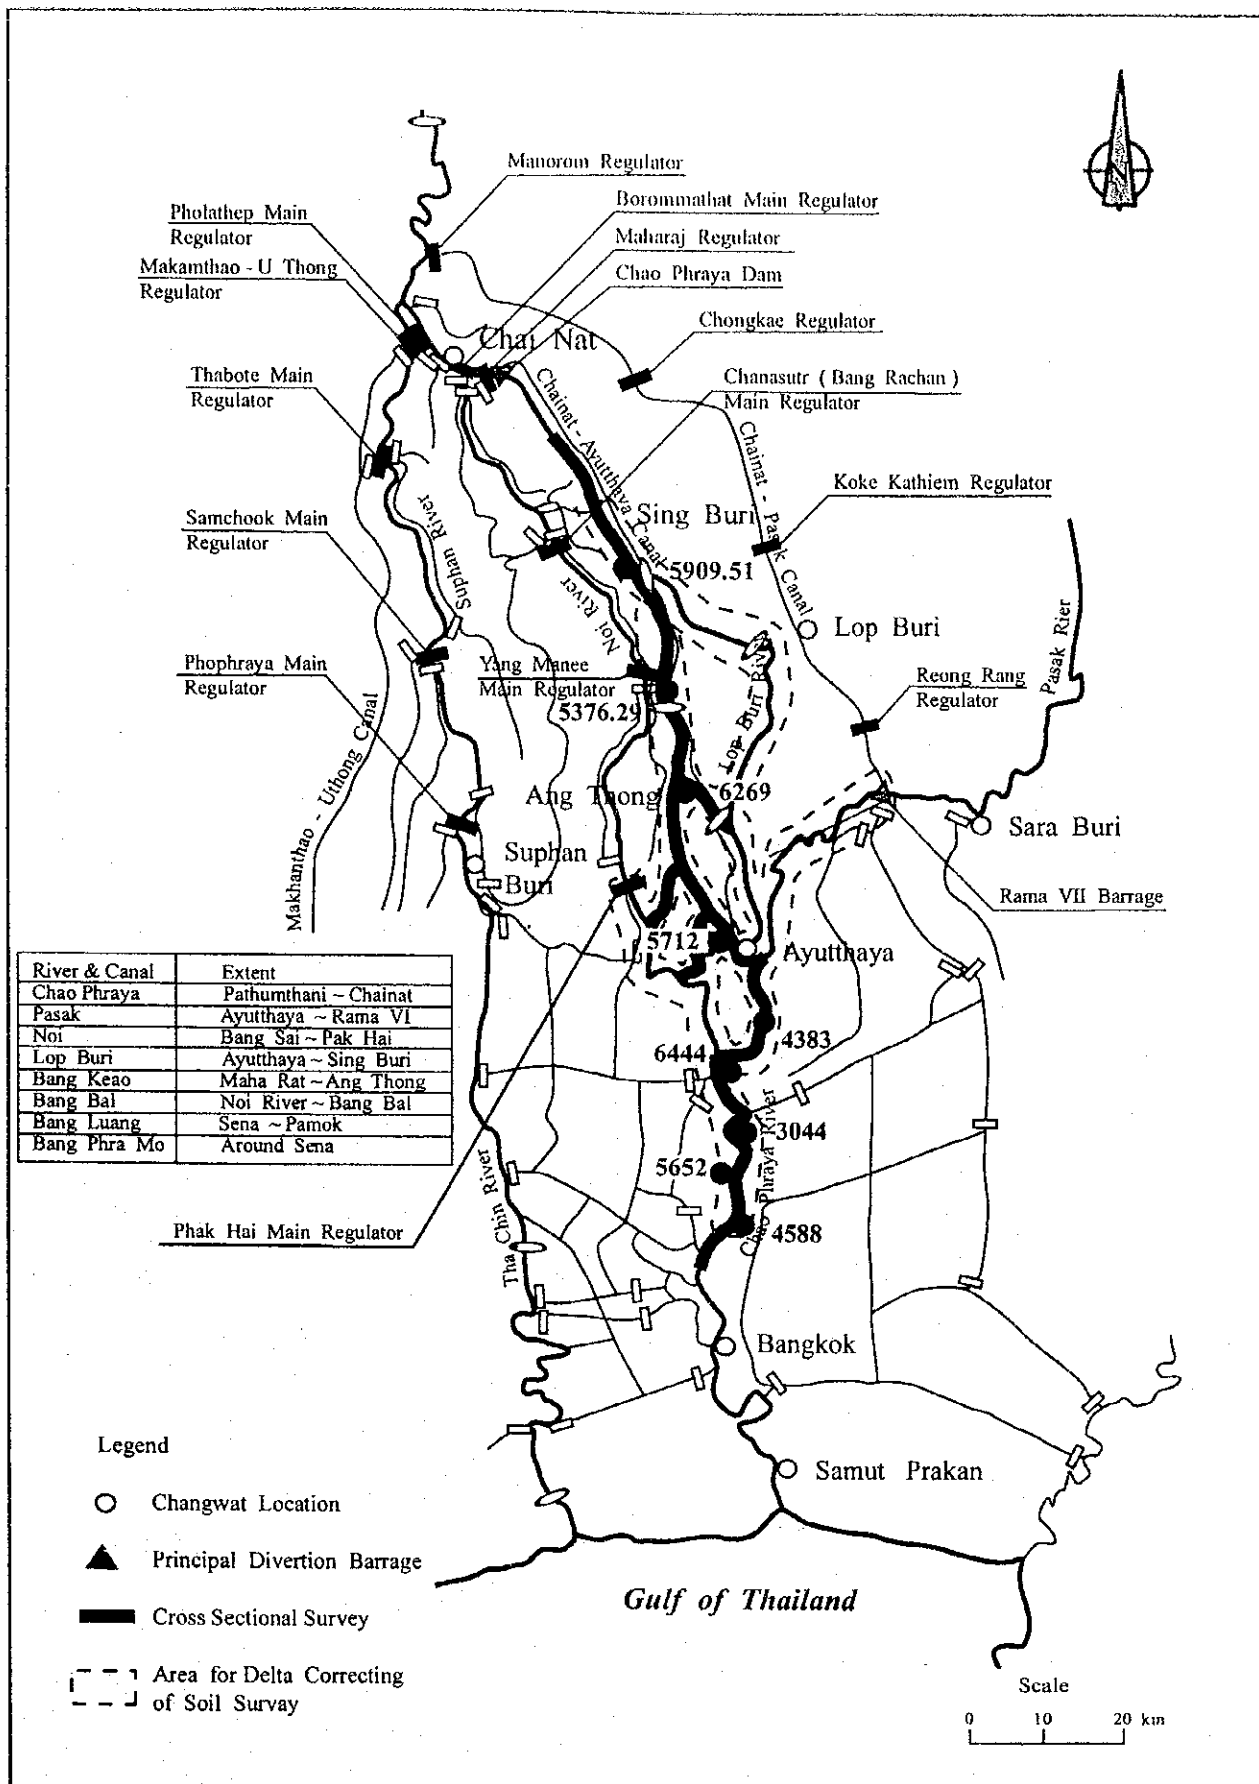 Manorom Regulator
Borommathat Main Regulator
Maharaj Regulator
Chao Phraya Dam
Pholathep Main
Regulator
Makamthao - U Thong
Regulator
Chongkae Regulator
Chai Nat
Thabote Main
Regulator
Chanasutr ( Bang Rachan )
Main Regulator
Chainat - Ayutthaya Canal
Chainat - Pasak Canal
Koke Kathiem Regulator
Samchook Main
Regulator
Suphan River
Sing Buri
5909.51
Noi River
Lop Buri
Pasak Rier
Phophraya Main
Regulator
Yang Manee
Main Regulator
5376.29
Reong Rang
Regulator
Lop Buri River
Makhanthao - Uthong Canal
Ang Thong
6269
Sara Buri
Suphan
Buri
Rama VII Barrage
5712
Ayutthaya
River & Canal Extent
Chao Phraya Pathumthani ~ Chainat
Pasak Ayutthaya ~ Rama VI
Noi Bang Sai ~ Pak Hai
Lop Buri Ayutthaya ~ Sing Buri
Bang Keao Maha Rat ~ Ang Thong
Bang Bal Noi River ~ Bang Bal
Bang Luang Sena ~ Pamok
Bang Phra Mo Around Sena
4383
6444
3044
5652
4588
Chao Phraya River
Tha Chin River
Phak Hai Main Regulator
Bangkok
Samut Prakan
Gulf of Thailand
Legend
Changwat Location
Principal Divertion Barrage
Cross Sectional Survey
Area for Delta Correcting
of Soil Survay
Scale
0 10 20 km
N